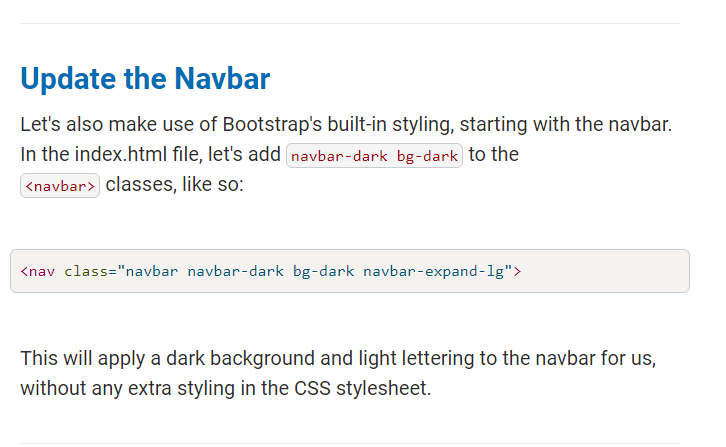 Update the Navbar
Let's also make use of Bootstrap's built-in styling, starting with the navbar.
In the index.html file, let's add navbar-dark bg-dark to the
<navbar> classes, like so:
<nav class="navbar navbar-dark bg-dark navbar-expand-lg">
This will apply a dark background and light lettering to the navbar for us,
without any extra styling in the CSS stylesheet.